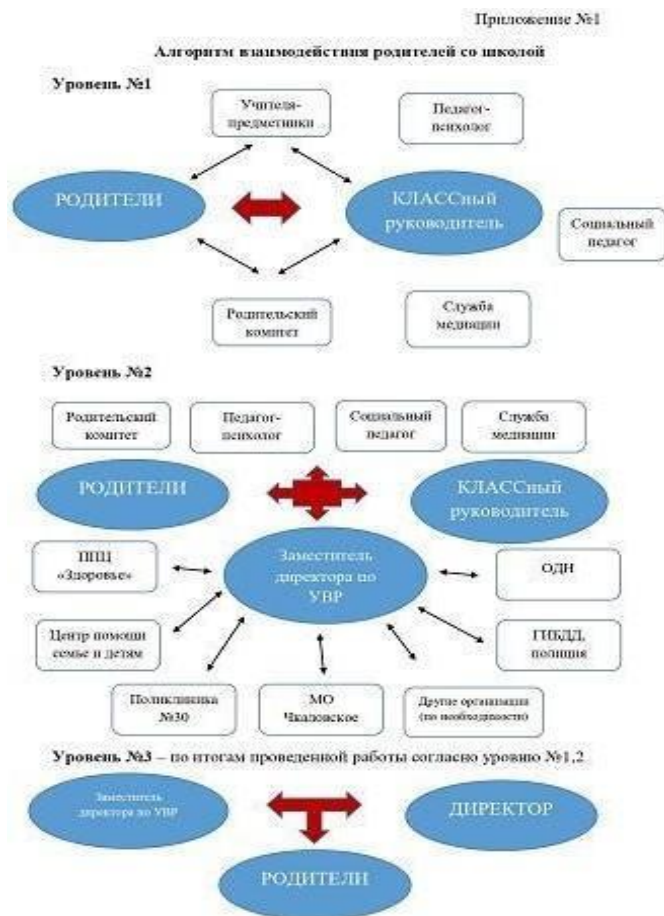 Приложение №1
Алгоритм взаимодействия родителей со школой
Уровень №1
Учителя-
предметники
Педагог-
психолог
РОДИТЕЛИ
КЛАССный
руководитель
Социальный
педагог
Родительский
комитет
Служба
медиации
Уровень №2
Родительский
комитет
Педагог-
психолог
Социальный
педагог
Служба
медиации
РОДИТЕЛИ
КЛАССный
руководитель
Заместитель
директора по
УВР
ППЦ
«Здоровье»
ОДН
Центр помощи
семье и детям
ГИБДД,
полиция
Поликлиника
№30
МО
Чкаловское
Другие организации
(по необходимости)
Уровень №3 – по итогам проведенной работы согласно уровню №1,2
Заместитель
директора по УВР
ДИРЕКТОР
РОДИТЕЛИ